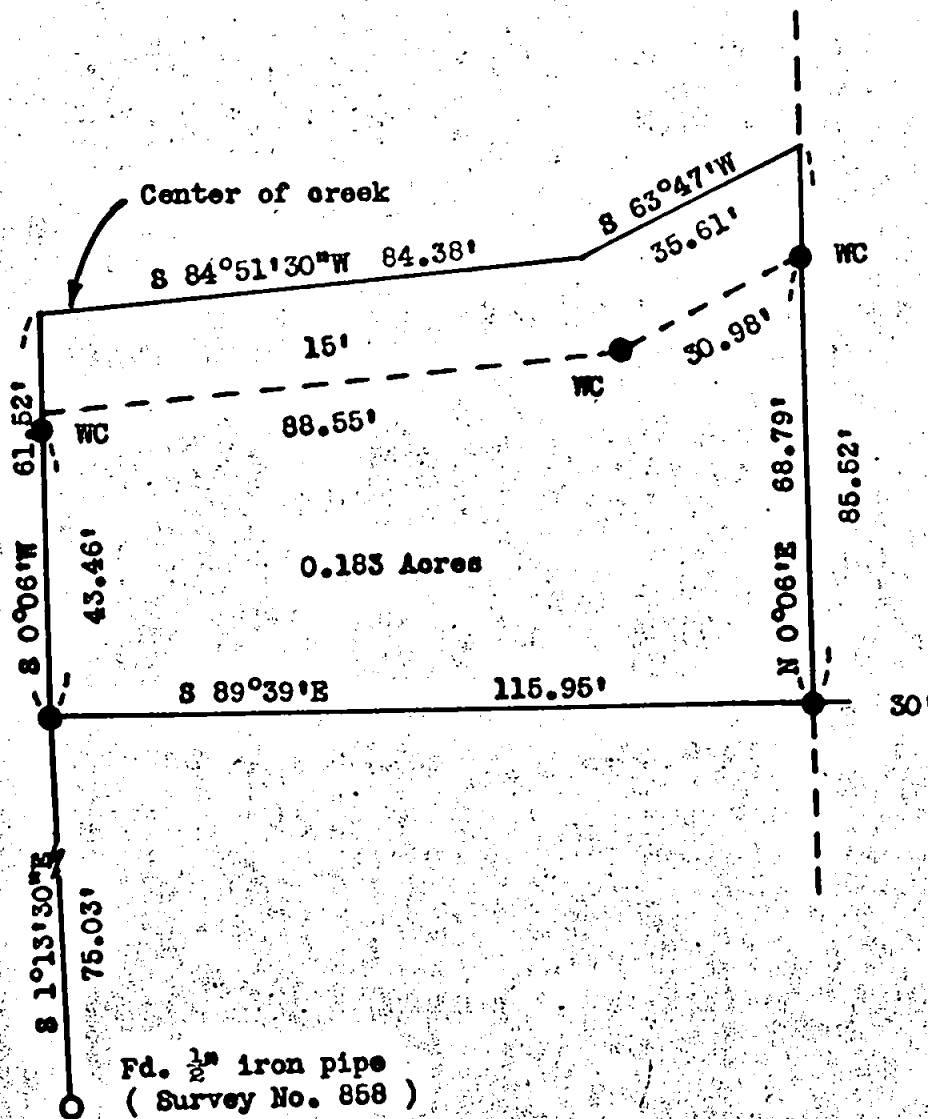 Center of creek
S 63°47'W
35.61'
S 84°51'30"W 84.38'
WC
15'
30.98'
WC
88.55'
61.52'
WC
S 0°06'W
43.46'
0.183 Acres
N 0°06'E 68.79'
85.52'
S 89°39'E 115.95'
30'
S 1°13'30"E
75.03'
Fd. ½" iron pipe
( Survey No. 858 )